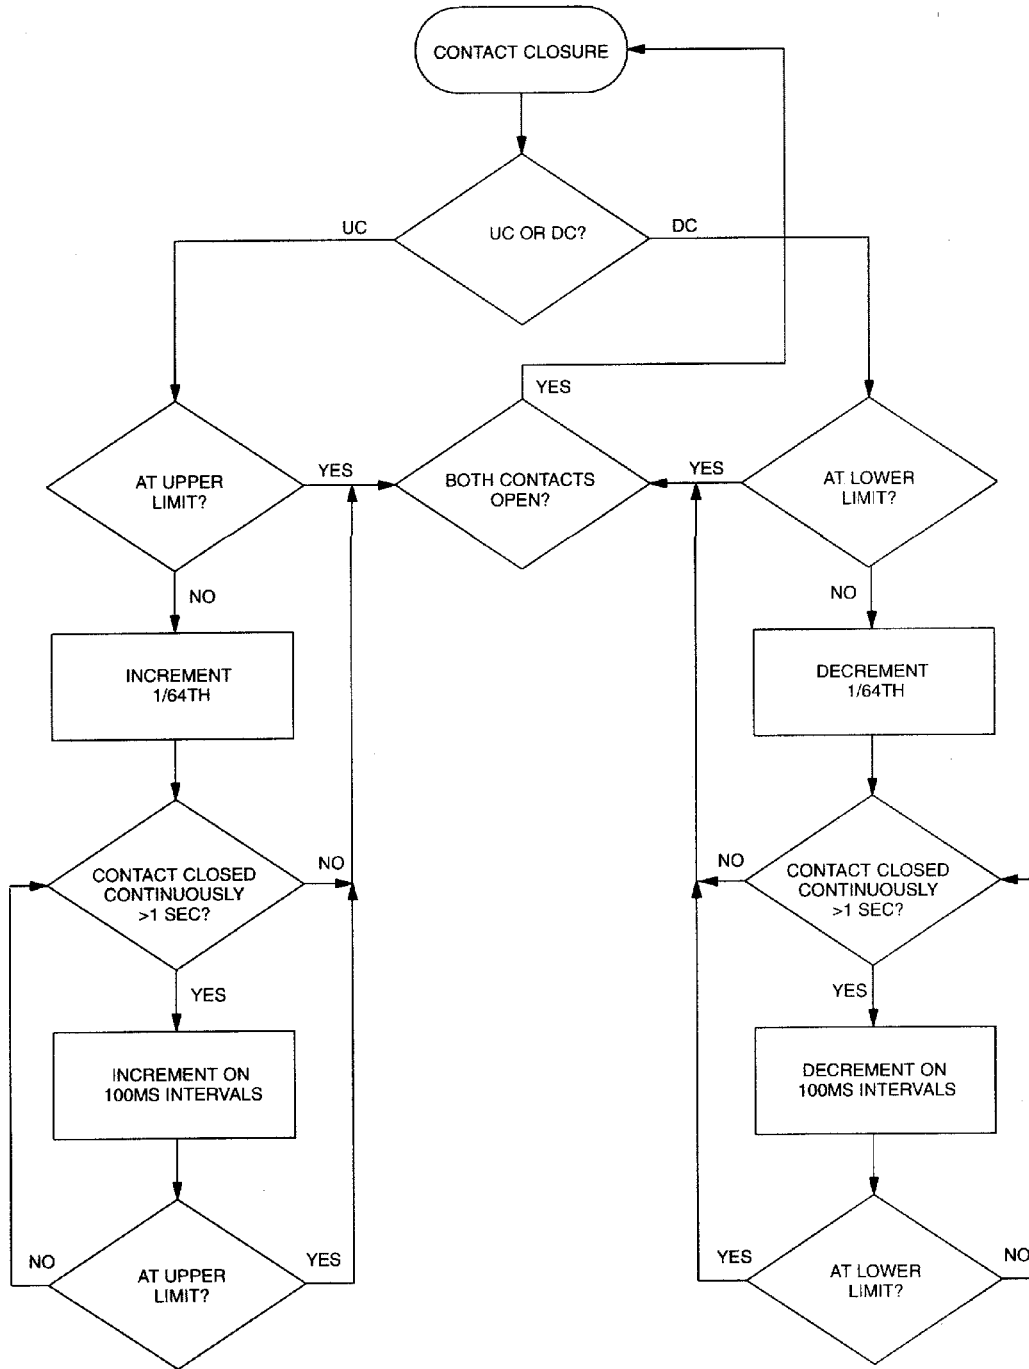 CONTACT CLOSURE
UC
UC OR DC?
DC
YES
AT UPPER
LIMIT?
YES
BOTH CONTACTS
OPEN?
YES
AT LOWER
LIMIT?
NO
NO
INCREMENT
1/64TH
DECREMENT
1/64TH
CONTACT CLOSED
CONTINUOUSLY
>1 SEC?
NO
NO
CONTACT CLOSED
CONTINUOUSLY
>1 SEC?
YES
YES
INCREMENT ON
100MS INTERVALS
DECREMENT ON
100MS INTERVALS
NO
AT UPPER
LIMIT?
YES
YES
AT LOWER
LIMIT?
NO